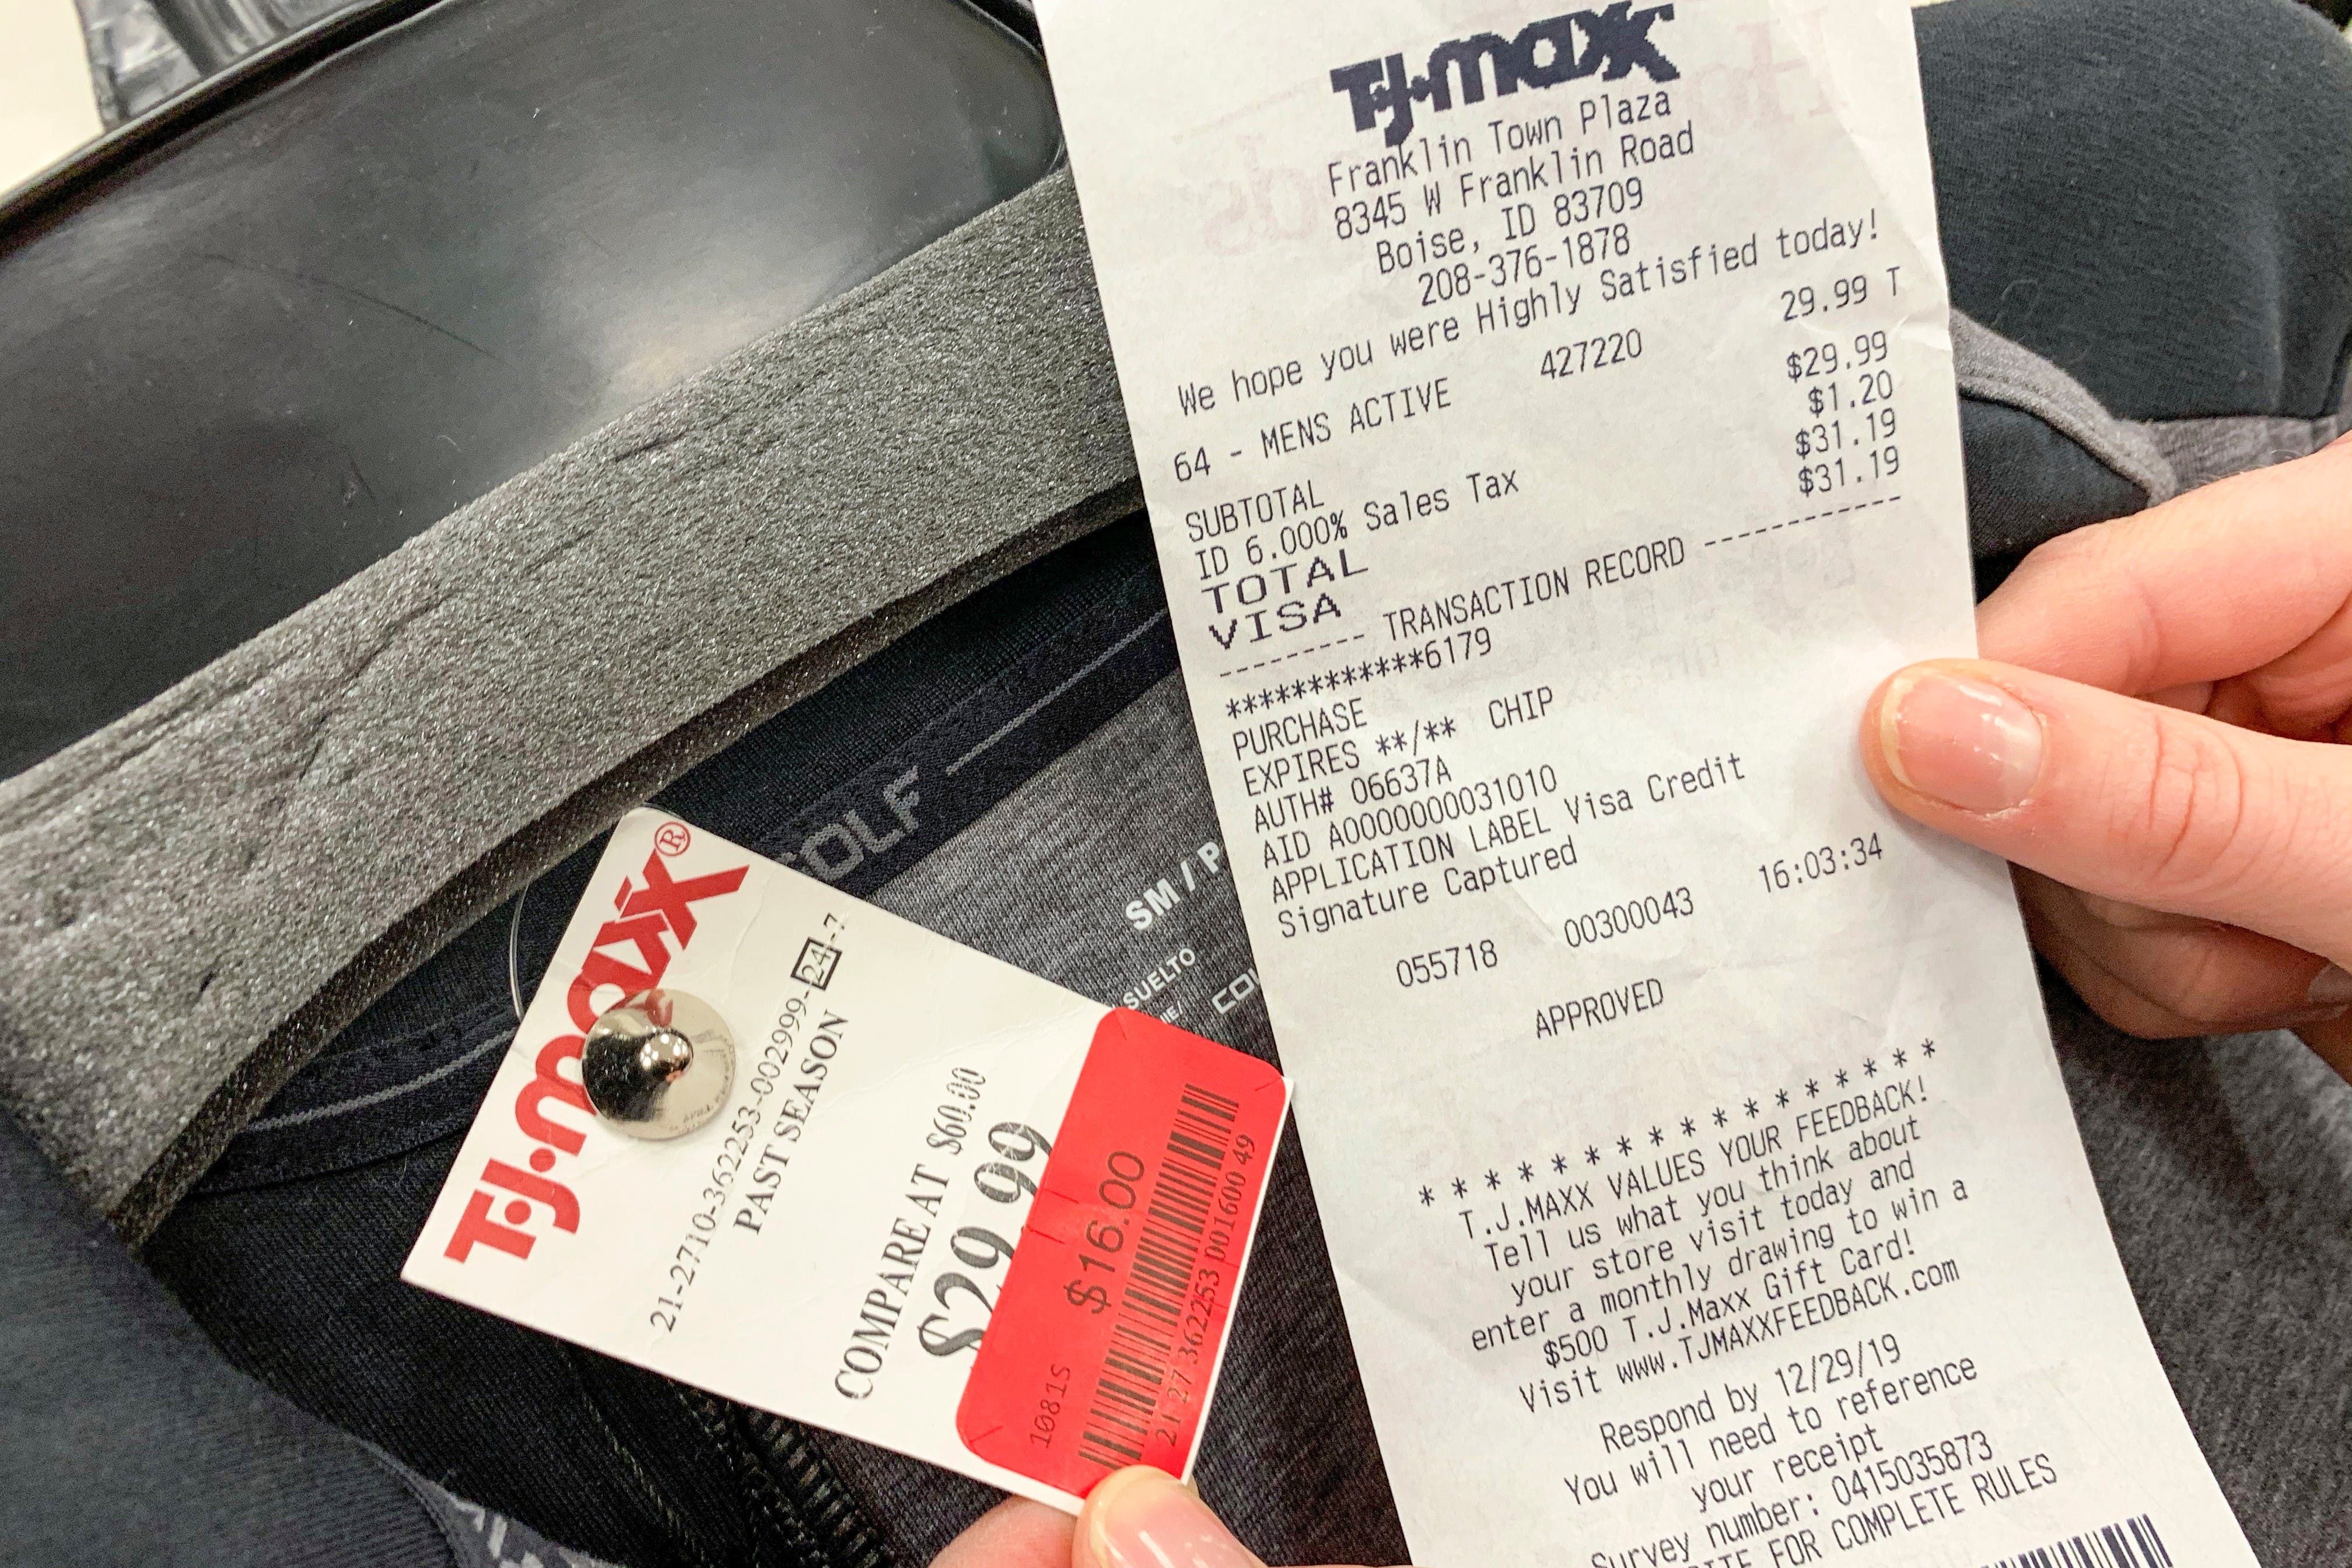 T·J·maxx
Franklin Town Plaza
8345 W Franklin Road
Boise, ID 83709
208-376-1878
We hope you were Highly Satisfied today!
64 - MENS ACTIVE 427220 29.99 T
SUBTOTAL $29.99
ID 6.000% Sales Tax $1.20
TOTAL $31.19
VISA $31.19
-------- TRANSACTION RECORD -----------
************6179
PURCHASE
EXPIRES **/** CHIP
AUTH# 06637A
AID A0000000031010
APPLICATION LABEL Visa Credit
Signature Captured
055718 00300043 16:03:34
APPROVED
* * * * * * * * * * * * * * * *
T.J.MAXX VALUES YOUR FEEDBACK!
Tell us what you think about
your store visit today and
enter a monthly drawing to win a
$500 T.J.Maxx Gift Card!
Visit www.TJMAXXFEEDBACK.com
Respond by 12/29/19
You will need to reference
your receipt
Survey number: 0415035873
FOR COMPLETE RULES
T·J·maxx®
21-2710-362253-002999-24-7
PAST SEASON
COMPARE AT $60.00
$29.99
$16.00
1081S
21 27 362253 001600 49
GOLF
SM / P
SUELTO